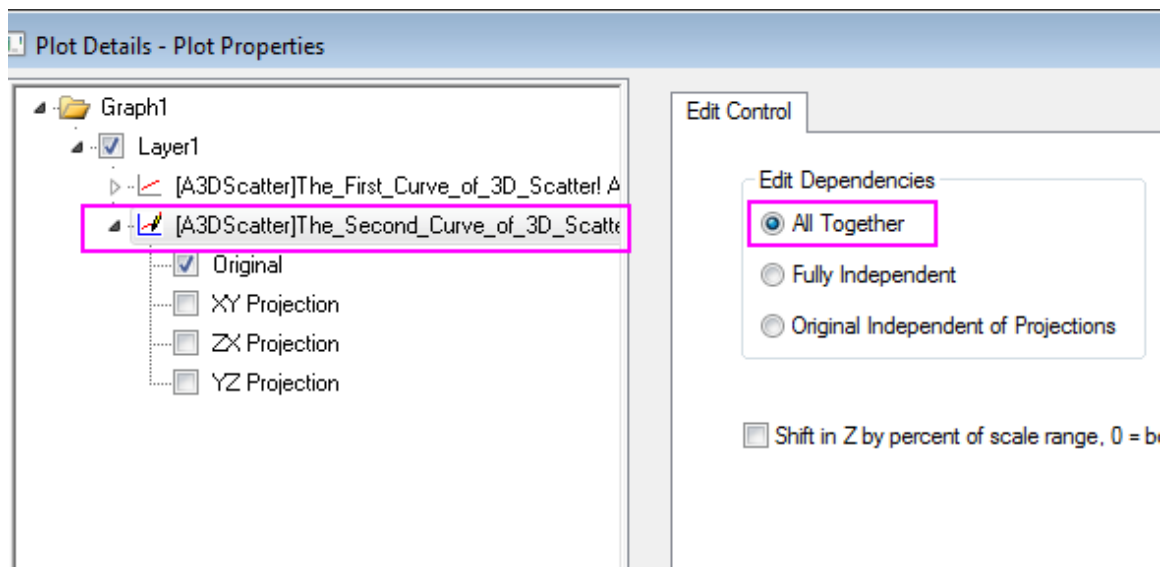 Plot Details - Plot Properties
Graph1
Layer1
[A3DScatter]The_First_Curve_of_3D_Scatter! A
[A3DScatter]The_Second_Curve_of_3D_Scatte
Original
XY Projection
ZX Projection
YZ Projection
Edit Control
Edit Dependencies
All Together
Fully Independent
Original Independent of Projections
Shift in Z by percent of scale range, 0 =